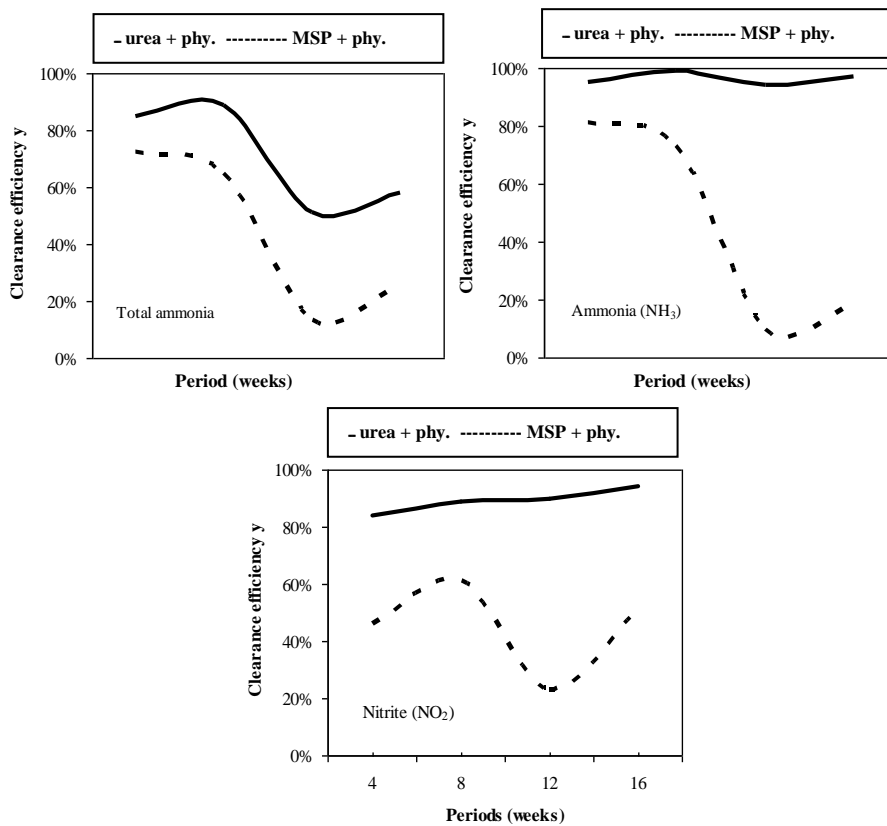 urea + phy. MSP + phy.
100%
80%
60%
40%
20%
0%
Clearance efficiency y
Total ammonia
Period (weeks)
urea + phy. MSP + phy.
100%
80%
60%
40%
20%
0%
Clearance efficiency y
Ammonia (NH₃)
Period (weeks)
urea + phy. MSP + phy.
100%
80%
60%
40%
20%
0%
Clearance efficiency y
Nitrite (NO₂)
4 8 12 16
Periods (weeks)